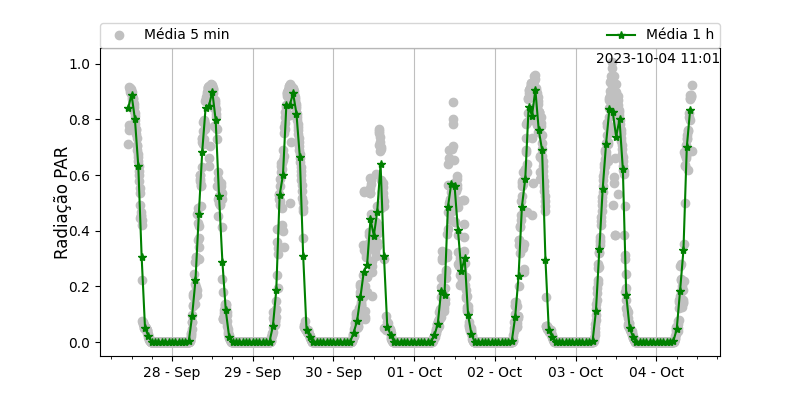 Média 5 min
Média 1 h
2023-10-04 11:01
Radiação PAR
1.0
0.8
0.6
0.4
0.2
0.0
28 - Sep
29 - Sep
30 - Sep
01 - Oct
02 - Oct
03 - Oct
04 - Oct